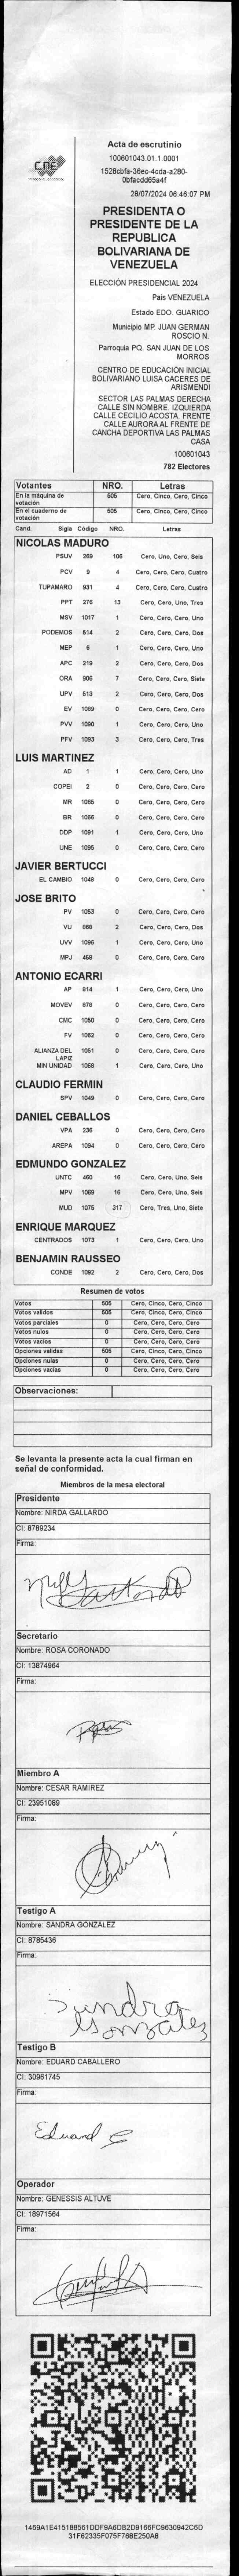 CNE
Acta de escrutinio
100601043.01.1.0001
1528cbfa-36ec-4cda-a280-
0bfacdd65a4f
28/07/2024 06:46:07 PM
PRESIDENTA O
PRESIDENTE DE LA
REPUBLICA
BOLIVARIANA DE
VENEZUELA
ELECCIÓN PRESIDENCIAL 2024
Pais VENEZUELA
Estado EDO. GUARICO
Municipio MP. JUAN GERMAN
ROSCIO N.
Parroquia PQ. SAN JUAN DE LOS
MORROS
CENTRO DE EDUCACIÓN INICIAL
BOLIVARIANO LUISA CACERES DE
ARISMENDI
SECTOR LAS PALMAS DERECHA
CALLE SIN NOMBRE. IZQUIERDA
CALLE CECILIO ACOSTA. FRENTE
CALLE AURORA AL FRENTE DE
CANCHA DEPORTIVA LAS PALMAS
CASA
100601043
782 Electores
Votantes NRO. Letras
En la máquina de
votación 505 Cero, Cinco, Cero, Cinco
En el cuaderno de
votación 505 Cero, Cinco, Cero, Cinco
Cand. Sigla Código NRO. Letras
NICOLAS MADURO
PSUV 269 106 Cero, Uno, Cero, Seis
PCV 9 4 Cero, Cero, Cero, Cuatro
TUPAMARO 931 4 Cero, Cero, Cero, Cuatro
PPT 276 13 Cero, Cero, Uno, Tres
MSV 1017 1 Cero, Cero, Cero, Uno
PODEMOS 514 2 Cero, Cero, Cero, Dos
MEP 6 1 Cero, Cero, Cero, Uno
APC 219 2 Cero, Cero, Cero, Dos
ORA 906 7 Cero, Cero, Cero, Siete
UPV 513 2 Cero, Cero, Cero, Dos
EV 1089 0 Cero, Cero, Cero, Cero
PVV 1090 1 Cero, Cero, Cero, Uno
PFV 1093 3 Cero, Cero, Cero, Tres
LUIS MARTINEZ
AD 1 1 Cero, Cero, Cero, Uno
COPEI 2 0 Cero, Cero, Cero, Cero
MR 1055 0 Cero, Cero, Cero, Cero
BR 1066 0 Cero, Cero, Cero, Cero
DDP 1091 1 Cero, Cero, Cero, Uno
UNE 1095 0 Cero, Cero, Cero, Cero
JAVIER BERTUCCI
EL CAMBIO 1048 0 Cero, Cero, Cero, Cero
JOSE BRITO
PV 1053 0 Cero, Cero, Cero, Cero
VU 868 2 Cero, Cero, Cero, Dos
UVV 1096 1 Cero, Cero, Cero, Uno
MPJ 458 0 Cero, Cero, Cero, Cero
ANTONIO ECARRI
AP 814 1 Cero, Cero, Cero, Uno
MOVEV 878 0 Cero, Cero, Cero, Cero
CMC 1050 0 Cero, Cero, Cero, Cero
FV 1062 0 Cero, Cero, Cero, Cero
ALIANZA DEL
LAPIZ 1051 0 Cero, Cero, Cero, Cero
MIN UNIDAD 1068 1 Cero, Cero, Cero, Uno
CLAUDIO FERMIN
SPV 1049 0 Cero, Cero, Cero, Cero
DANIEL CEBALLOS
VPA 236 0 Cero, Cero, Cero, Cero
AREPA 1094 0 Cero, Cero, Cero, Cero
EDMUNDO GONZALEZ
UNTC 460 16 Cero, Cero, Uno, Seis
MPV 1069 16 Cero, Cero, Uno, Seis
MUD 1075 317 Cero, Tres, Uno, Siete
ENRIQUE MARQUEZ
CENTRADOS 1073 1 Cero, Cero, Cero, Uno
BENJAMIN RAUSSEO
CONDE 1092 2 Cero, Cero, Cero, Dos
Resumen de votos
Votos 505 Cero, Cinco, Cero, Cinco
Votos validos 505 Cero, Cinco, Cero, Cinco
Votos parciales 0 Cero, Cero, Cero, Cero
Votos nulos 0 Cero, Cero, Cero, Cero
Votos vacios 0 Cero, Cero, Cero, Cero
Opciones validas 505 Cero, Cinco, Cero, Cinco
Opciones nulas 0 Cero, Cero, Cero, Cero
Opciones vacias 0 Cero, Cero, Cero, Cero
Observaciones:
Se levanta la presente acta la cual firman en
señal de conformidad.
Miembros de la mesa electoral
Presidente
Nombre: NIRDA GALLARDO
CI: 8789234
Firma:
Secretario
Nombre: ROSA CORONADO
CI: 13874964
Firma:
Miembro A
Nombre: CESAR RAMIREZ
CI: 23951089
Firma:
Testigo A
Nombre: SANDRA GONZALEZ
CI: 8785436
Firma:
Sandra
Gonzalez
Testigo B
Nombre: EDUARD CABALLERO
CI: 30961745
Firma:
Eduard C
Operador
Nombre: GENESSIS ALTUVE
CI: 18971564
Firma:
1469A1E415188561DDF9A6DB2D9166FC9630942C6D
31F62335F075F768E250A8